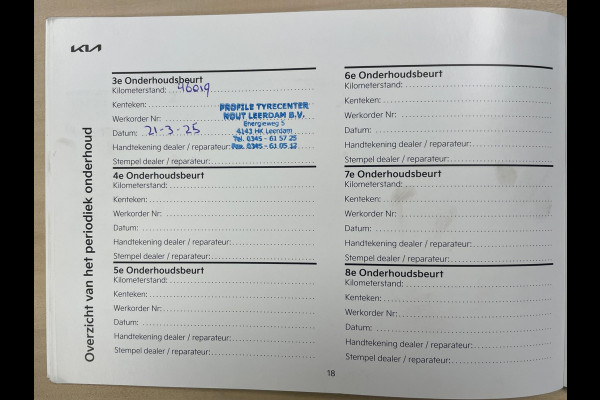 KIA
Overzicht van het periodiek onderhoud
3e Onderhoudsbeurt
Kilometerstand: 46019
Kenteken:
Werkorder Nr:
Datum: 21-3-25
Handtekening dealer / reparateur:
Stempel dealer / reparateur:
PROFILE TYRECENTER
NOUT LEERDAM B.V.
Energieweg 5
4143 HK Leerdam
Tel. 0345 - 61 57 25
Fax. 0345 - 61 05 12
4e Onderhoudsbeurt
Kilometerstand:
Kenteken:
Werkorder Nr:
Datum:
Handtekening dealer / reparateur:
Stempel dealer / reparateur:
5e Onderhoudsbeurt
Kilometerstand:
Kenteken:
Werkorder Nr:
Datum:
Handtekening dealer / reparateur:
Stempel dealer / reparateur:
6e Onderhoudsbeurt
Kilometerstand:
Kenteken:
Werkorder Nr:
Datum:
Handtekening dealer / reparateur:
Stempel dealer / reparateur:
7e Onderhoudsbeurt
Kilometerstand:
Kenteken:
Werkorder Nr:
Datum:
Handtekening dealer / reparateur:
Stempel dealer / reparateur:
8e Onderhoudsbeurt
Kilometerstand:
Kenteken:
Werkorder Nr:
Datum:
Handtekening dealer / reparateur:
Stempel dealer / reparateur:
18